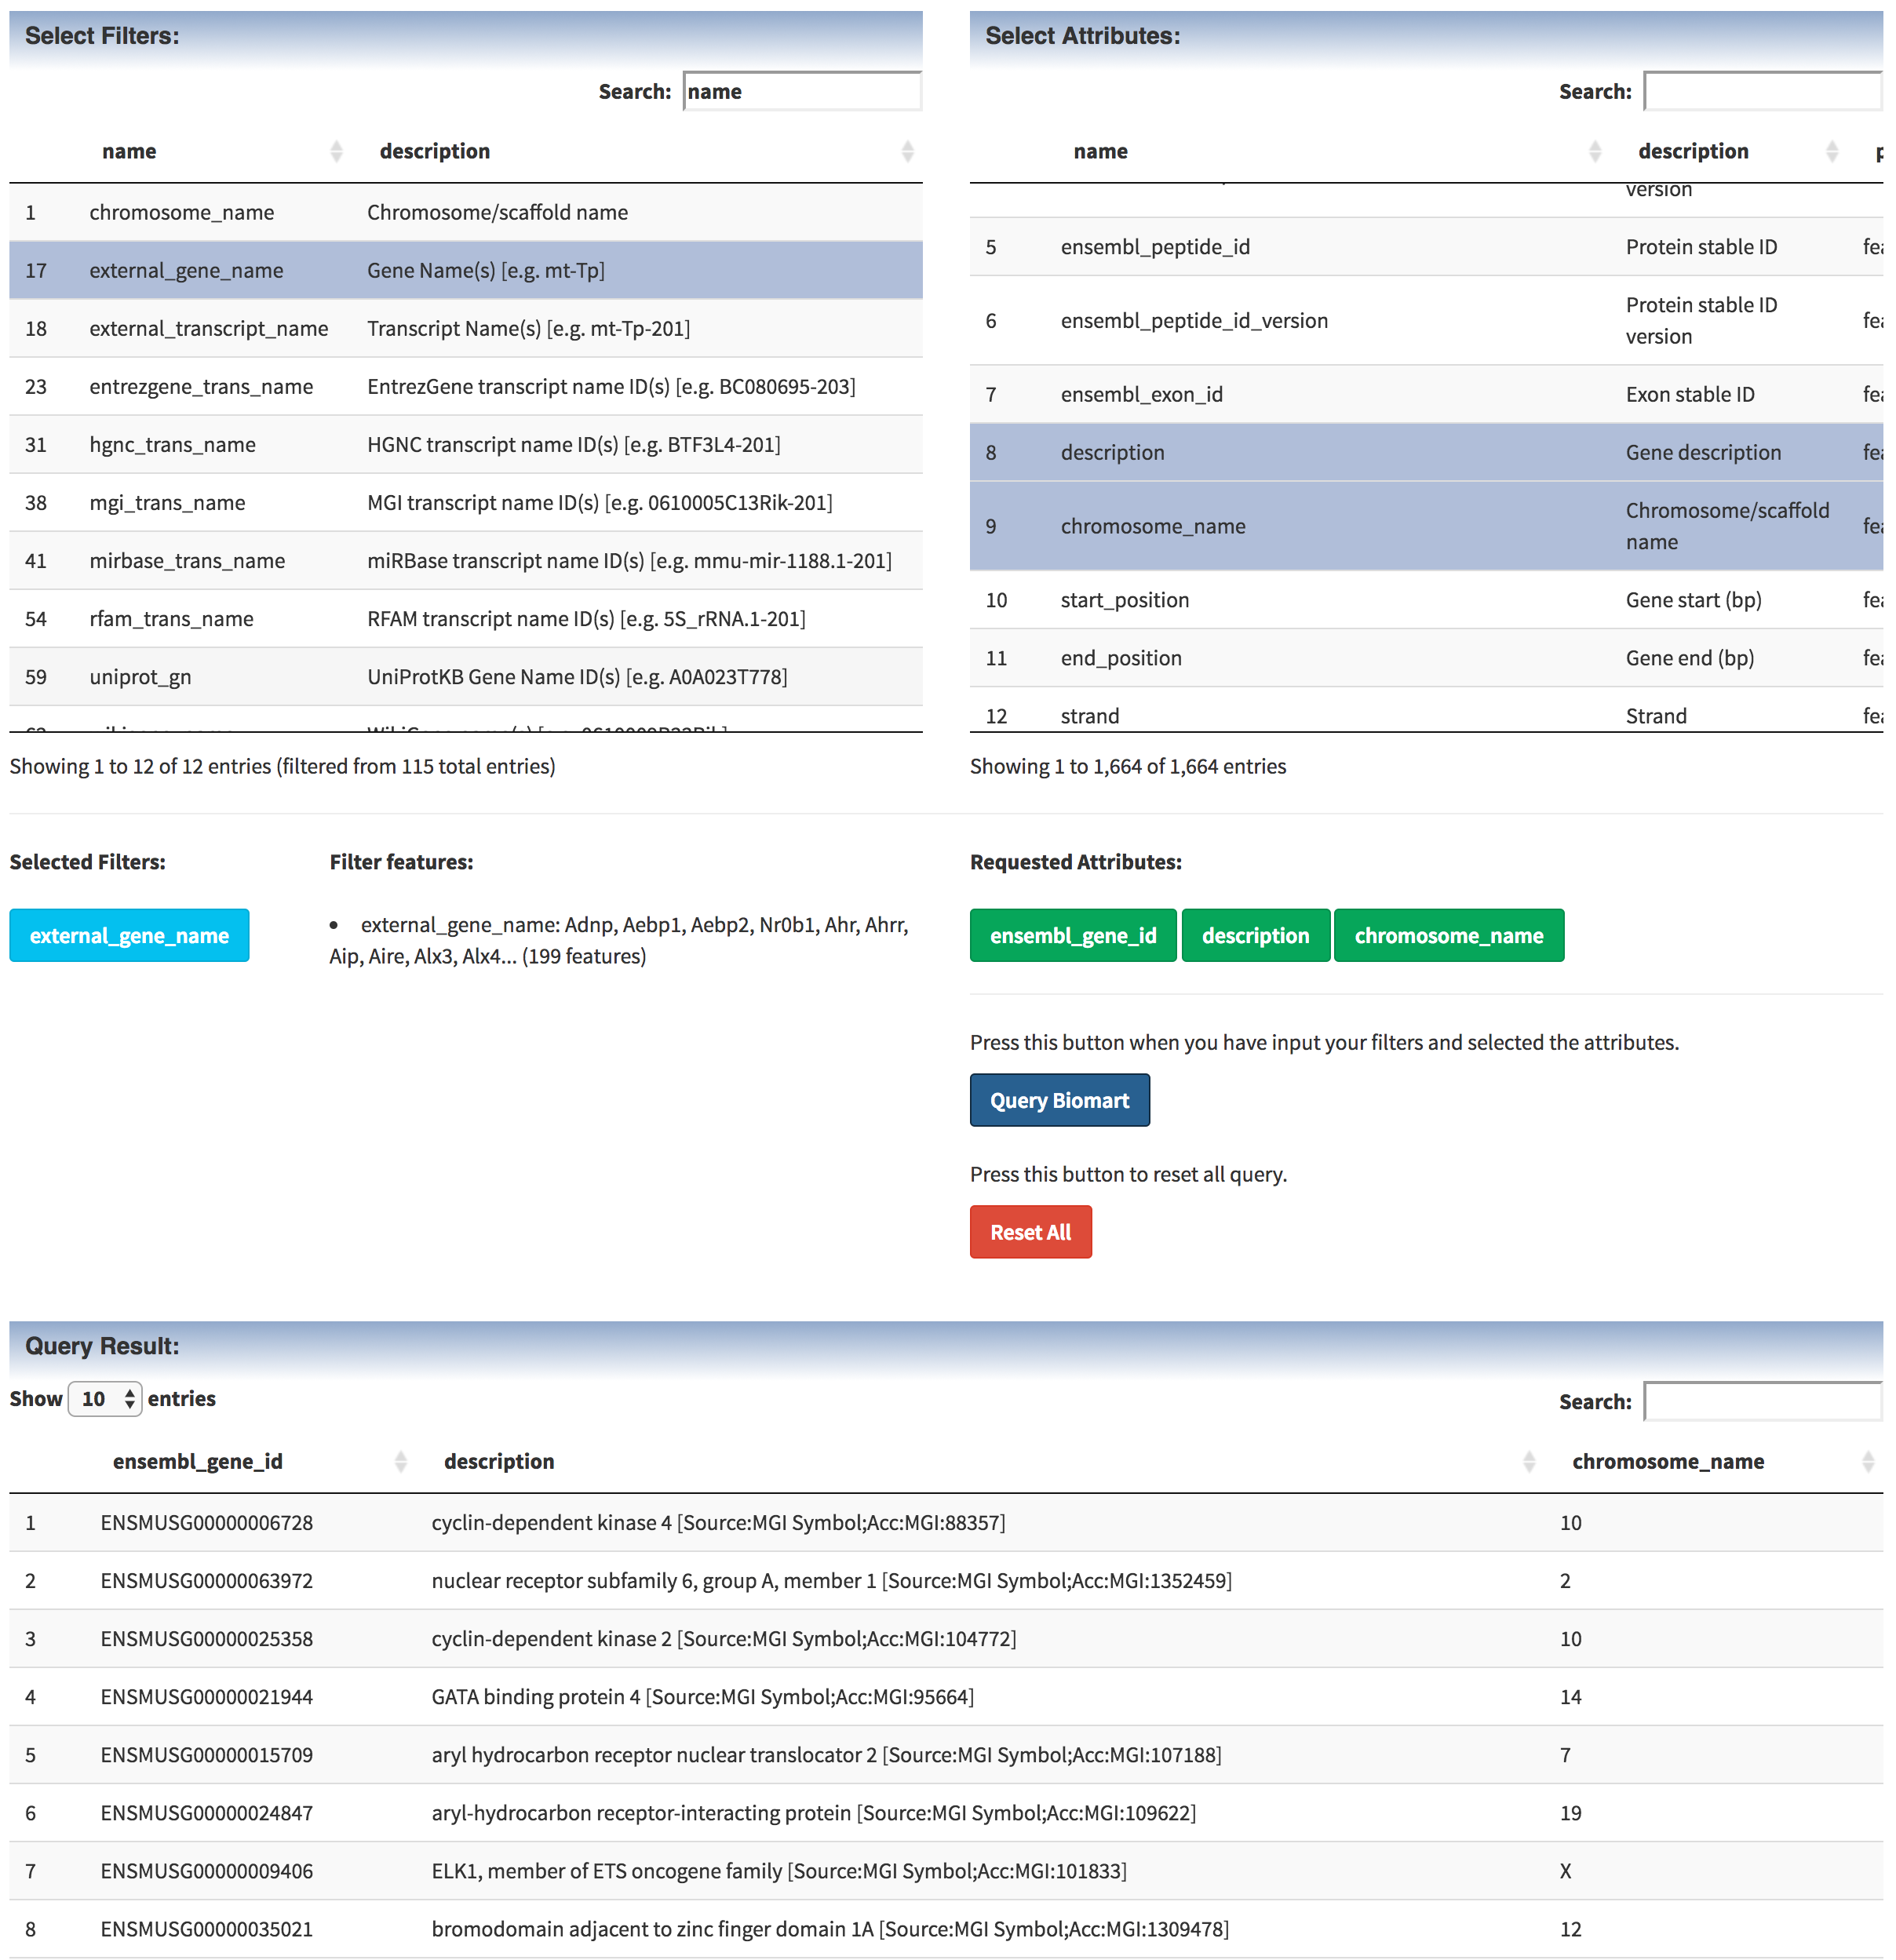 Select Filters:
Search: name
name description
1 chromosome_name Chromosome/scaffold name
17 external_gene_name Gene Name(s) [e.g. mt-Tp]
18 external_transcript_name Transcript Name(s) [e.g. mt-Tp-201]
23 entrezgene_trans_name EntrezGene transcript name ID(s) [e.g. BC080695-203]
31 hgnc_trans_name HGNC transcript name ID(s) [e.g. BTF3L4-201]
38 mgi_trans_name MGI transcript name ID(s) [e.g. 0610005C13Rik-201]
41 mirbase_trans_name miRBase transcript name ID(s) [e.g. mmu-mir-1188.1-201]
54 rfam_trans_name RFAM transcript name ID(s) [e.g. 5S_rRNA.1-201]
59 uniprot_gn UniProtKB Gene Name ID(s) [e.g. A0A023T778]
Showing 1 to 12 of 12 entries (filtered from 115 total entries)
Select Attributes:
Search:
name description
version
5 ensembl_peptide_id Protein stable ID
6 ensembl_peptide_id_version Protein stable ID
version
7 ensembl_exon_id Exon stable ID
8 description Gene description
9 chromosome_name Chromosome/scaffold
name
10 start_position Gene start (bp)
11 end_position Gene end (bp)
12 strand Strand
Showing 1 to 1,664 of 1,664 entries
Selected Filters:
external_gene_name
Filter features:
• external_gene_name: Adnp, Aebp1, Aebp2, Nr0b1, Ahr, Ahrr,
Aip, Aire, Alx3, Alx4... (199 features)
Requested Attributes:
ensembl_gene_id description chromosome_name
Press this button when you have input your filters and selected the attributes.
Query Biomart
Press this button to reset all query.
Reset All
Query Result:
Show 10 entries Search:
ensembl_gene_id description chromosome_name
1 ENSMUSG00000006728 cyclin-dependent kinase 4 [Source:MGI Symbol;Acc:MGI:88357] 10
2 ENSMUSG00000063972 nuclear receptor subfamily 6, group A, member 1 [Source:MGI Symbol;Acc:MGI:1352459] 2
3 ENSMUSG00000025358 cyclin-dependent kinase 2 [Source:MGI Symbol;Acc:MGI:104772] 10
4 ENSMUSG00000021944 GATA binding protein 4 [Source:MGI Symbol;Acc:MGI:95664] 14
5 ENSMUSG00000015709 aryl hydrocarbon receptor nuclear translocator 2 [Source:MGI Symbol;Acc:MGI:107188] 7
6 ENSMUSG00000024847 aryl-hydrocarbon receptor-interacting protein [Source:MGI Symbol;Acc:MGI:109622] 19
7 ENSMUSG00000009406 ELK1, member of ETS oncogene family [Source:MGI Symbol;Acc:MGI:101833] X
8 ENSMUSG00000035021 bromodomain adjacent to zinc finger domain 1A [Source:MGI Symbol;Acc:MGI:1309478] 12